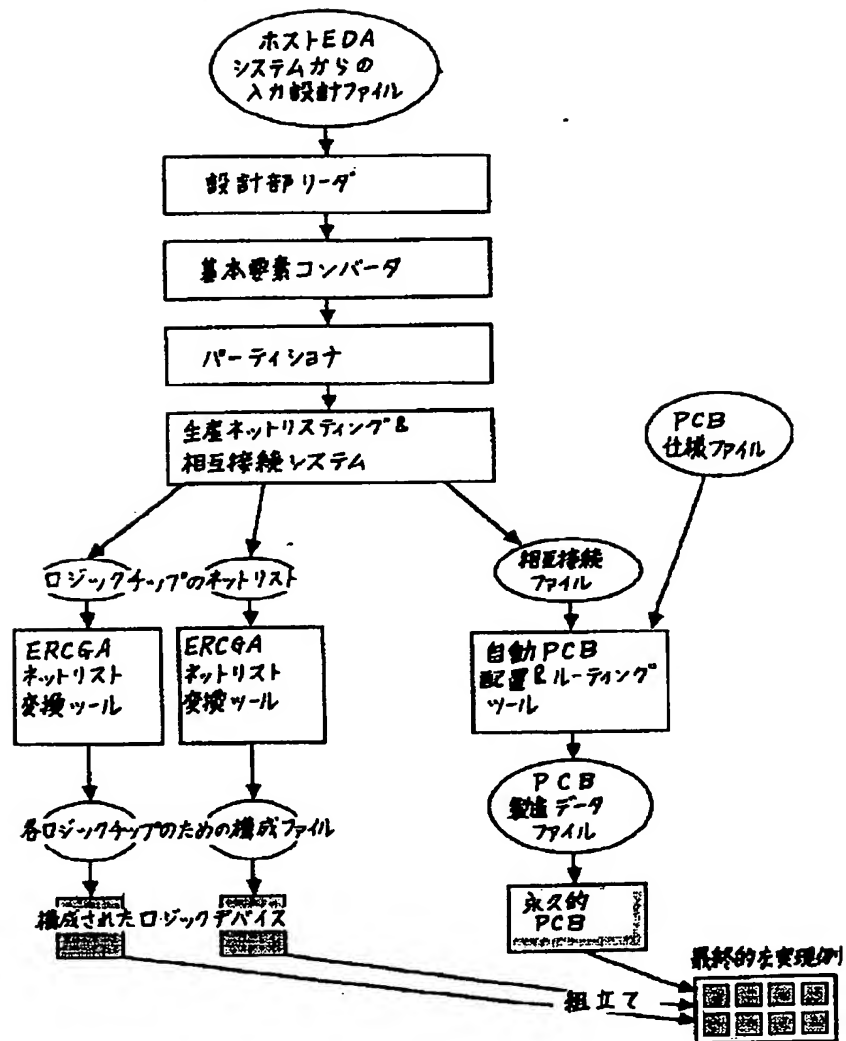 ホストEDA
システムからの
入力設計ファイル
設計部リーダ
基本要素コンバータ
パーティショナ
生産ネットリスティング&
相互接続システム
PCB
仕様ファイル
ロジックチップのネットリスト
相互接続
ファイル
ERCGA
ネットリスト
変換ツール
ERCGA
ネットリスト
変換ツール
自動PCB
配置&ルーティング
ツール
各ロジックチップのための構成ファイル
PCB
製造データ
ファイル
構成されたロジックデバイス
永久的
PCB
最終的な実現例
組立て